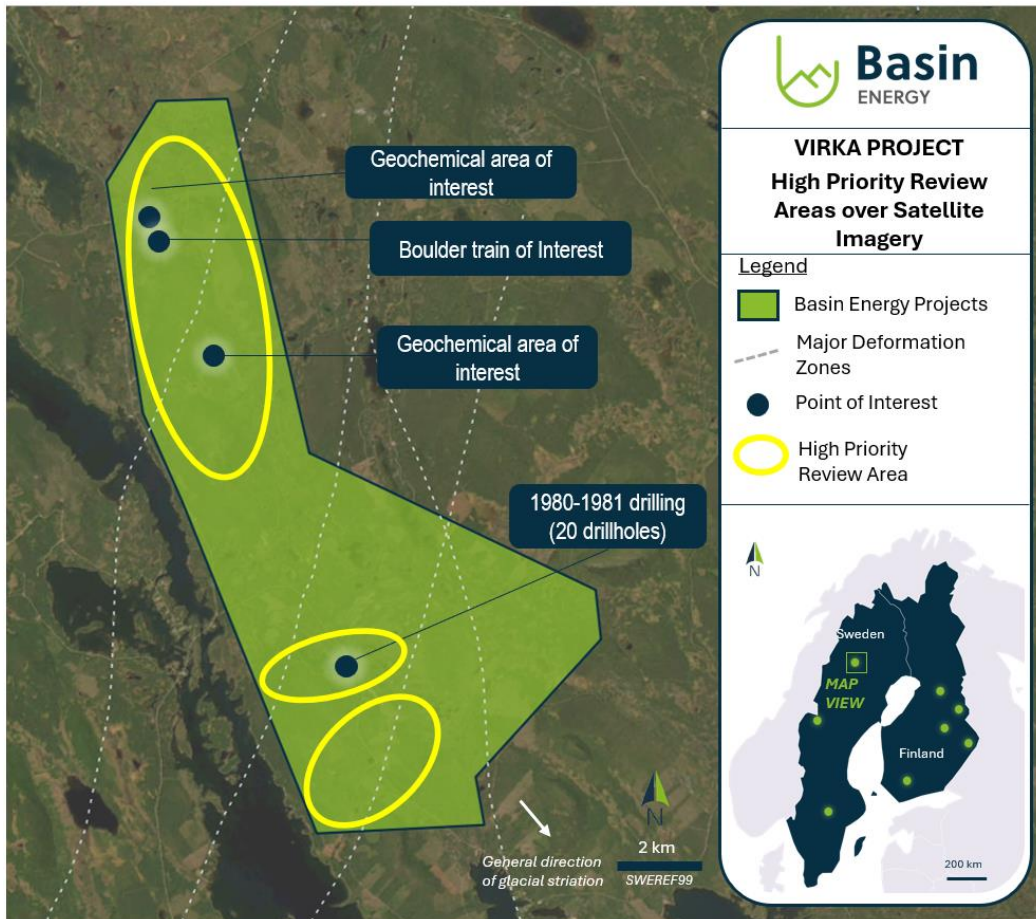 Geochemical area of
interest
Boulder train of Interest
Geochemical area of
interest
1980-1981 drilling
(20 drillholes)
General direction
of glacial striation
N
2 km
SWEREF99
Basin
ENERGY
VIRKA PROJECT
High Priority Review
Areas over Satellite
Imagery
Legend
Basin Energy Projects
Major Deformation
Zones
Point of Interest
High Priority
Review Area
N
Sweden
MAP
VIEW
Finland
200 km